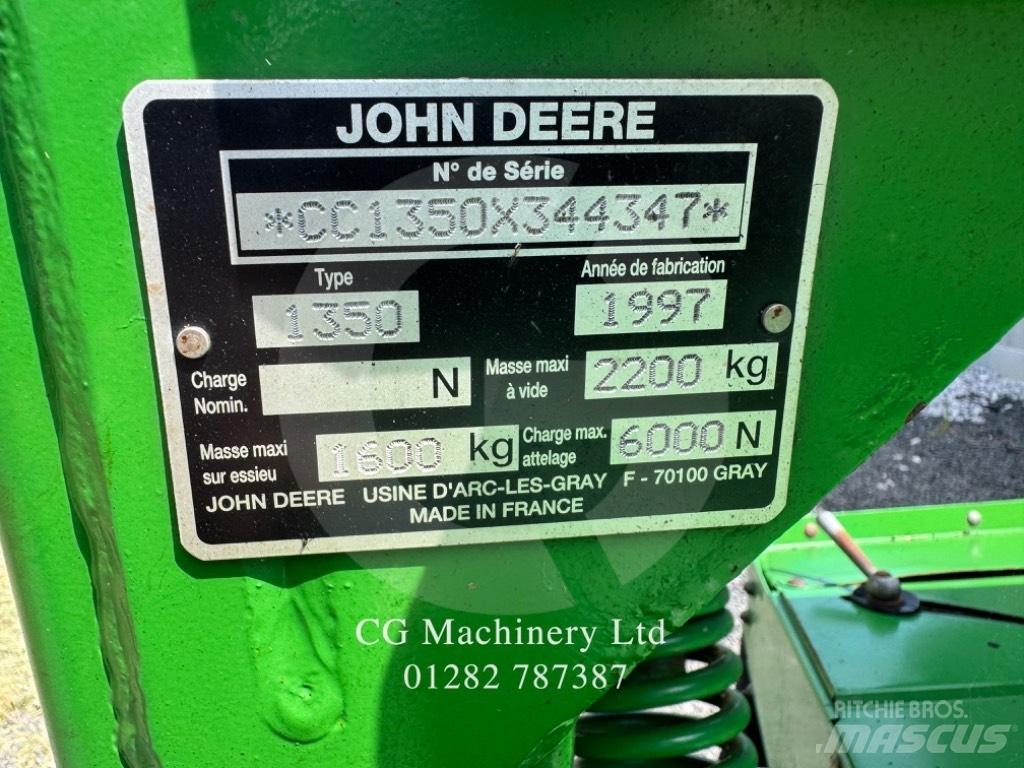 JOHN DEERE
N° de Série
*CC1350X344347*
Type
Année de fabrication
1350
1997
Charge Nomin.
N
Masse maxi à vide
2200 kg
Masse maxi sur essieu
1600 kg
Charge max. attelage
6000 N
JOHN DEERE USINE D'ARC-LES-GRAY F - 70100 GRAY
MADE IN FRANCE
CG Machinery Ltd
01282 787387
RITCHIE BROS.
MASCUS